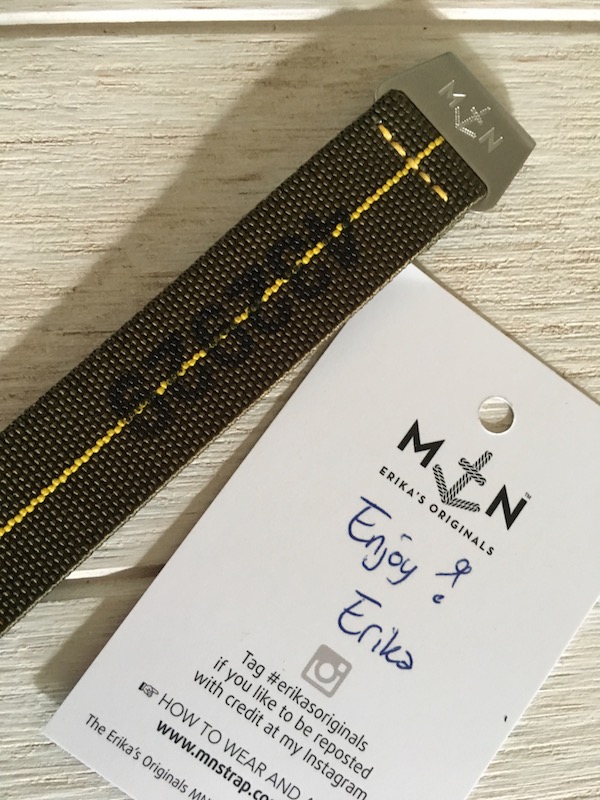 M N
M N™
ERIKA'S ORIGINALS
Enjoy !
Erika
Tag #erikasoriginals
if you like to be reposted
with credit at my Instagram
☞ HOW TO WEAR AND A
www.mnstrap.co
The Erika's Originals MN